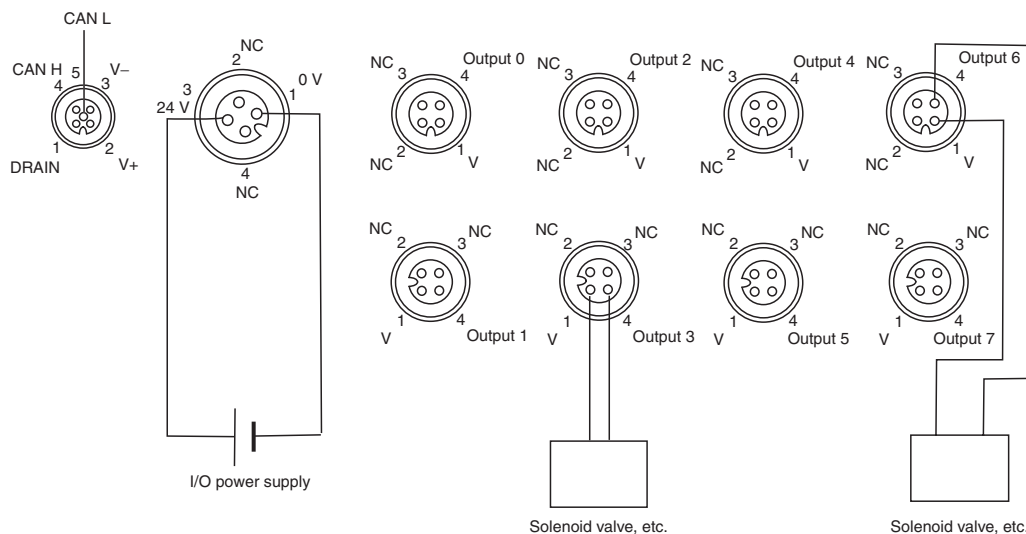 CAN L
CAN H 5 V–
4 3
1 2
DRAIN V+
NC
2
3 1 0 V
24 V
4
NC
I/O power supply
NC 3 4 Output 0
NC 2 1 V
NC 3 4 Output 2
NC 2 1 V
NC 3 4 Output 4
NC 2 1 V
NC 3 4 Output 6
NC 2 1 V
NC 2 3 NC
V 1 4 Output 1
NC 2 3 NC
V 1 4 Output 3
NC 2 3 NC
V 1 4 Output 5
NC 2 3 NC
V 1 4 Output 7
Solenoid valve, etc.
Solenoid valve, etc.